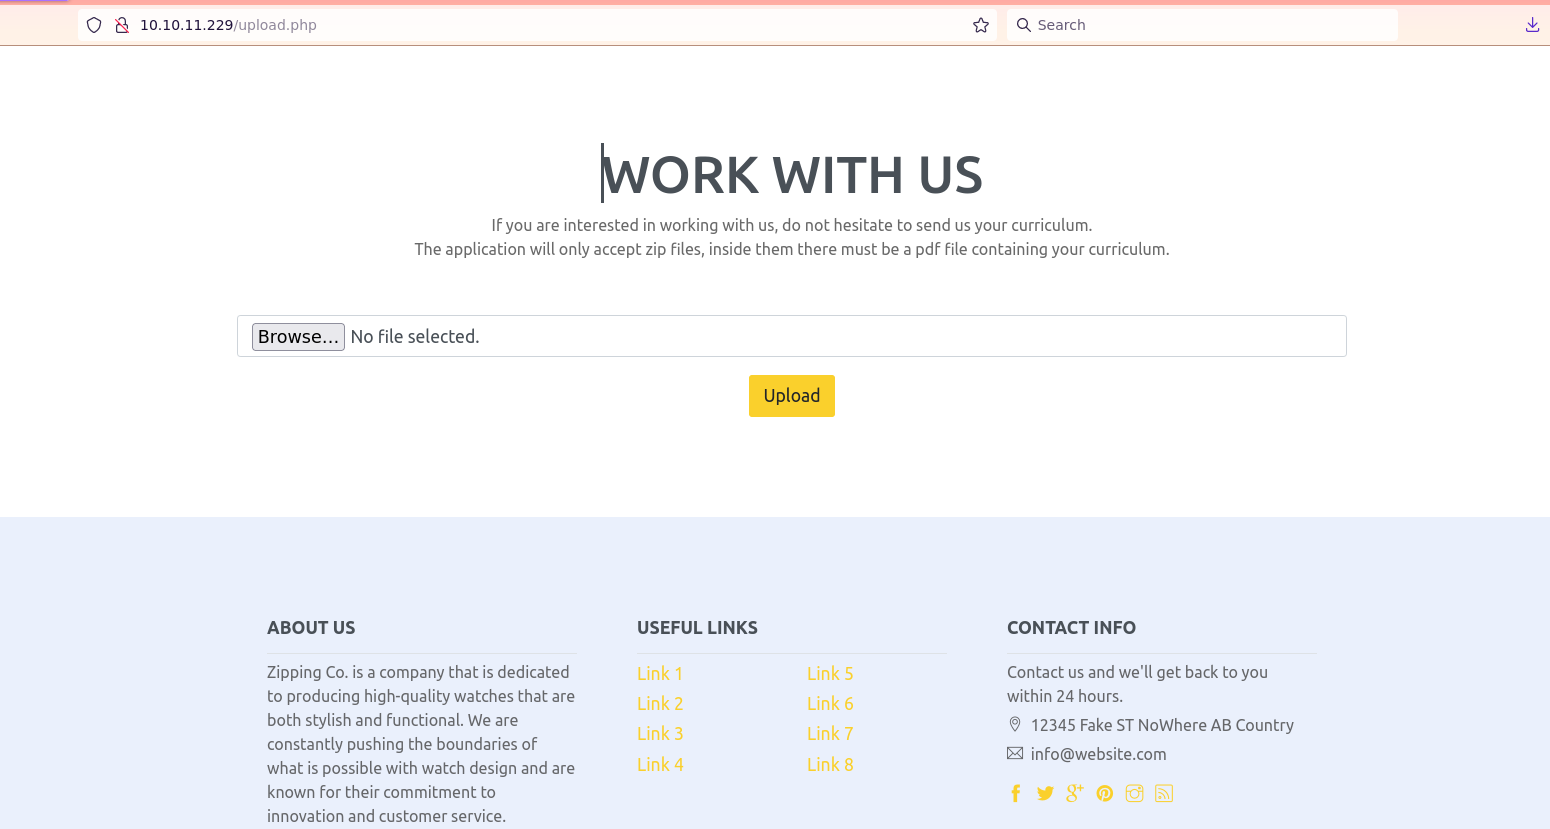 10.10.11.229/upload.php
Search
WORK WITH US
If you are interested in working with us, do not hesitate to send us your curriculum.
The application will only accept zip files, inside them there must be a pdf file containing your curriculum.
Browse... No file selected.
Upload
ABOUT US
Zipping Co. is a company that is dedicated
to producing high-quality watches that are
both stylish and functional. We are
constantly pushing the boundaries of
what is possible with watch design and are
known for their commitment to
innovation and customer service.
USEFUL LINKS
Link 1
Link 2
Link 3
Link 4
Link 5
Link 6
Link 7
Link 8
CONTACT INFO
Contact us and we'll get back to you
within 24 hours.
12345 Fake ST NoWhere AB Country
info@website.com